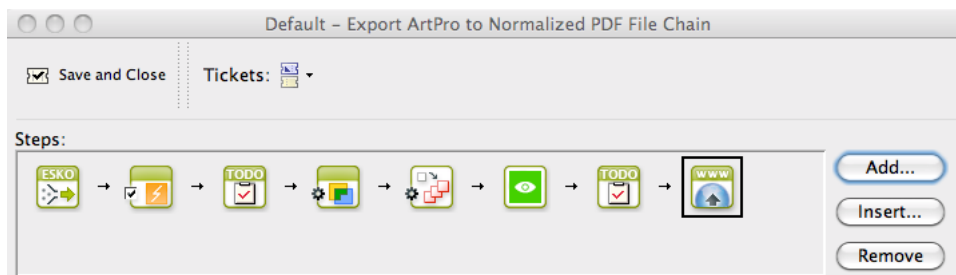 Default – Export ArtPro to Normalized PDF File Chain
Save and Close
Tickets:
Steps:
ESKO
TODO
TODO
www
Add...
Insert...
Remove